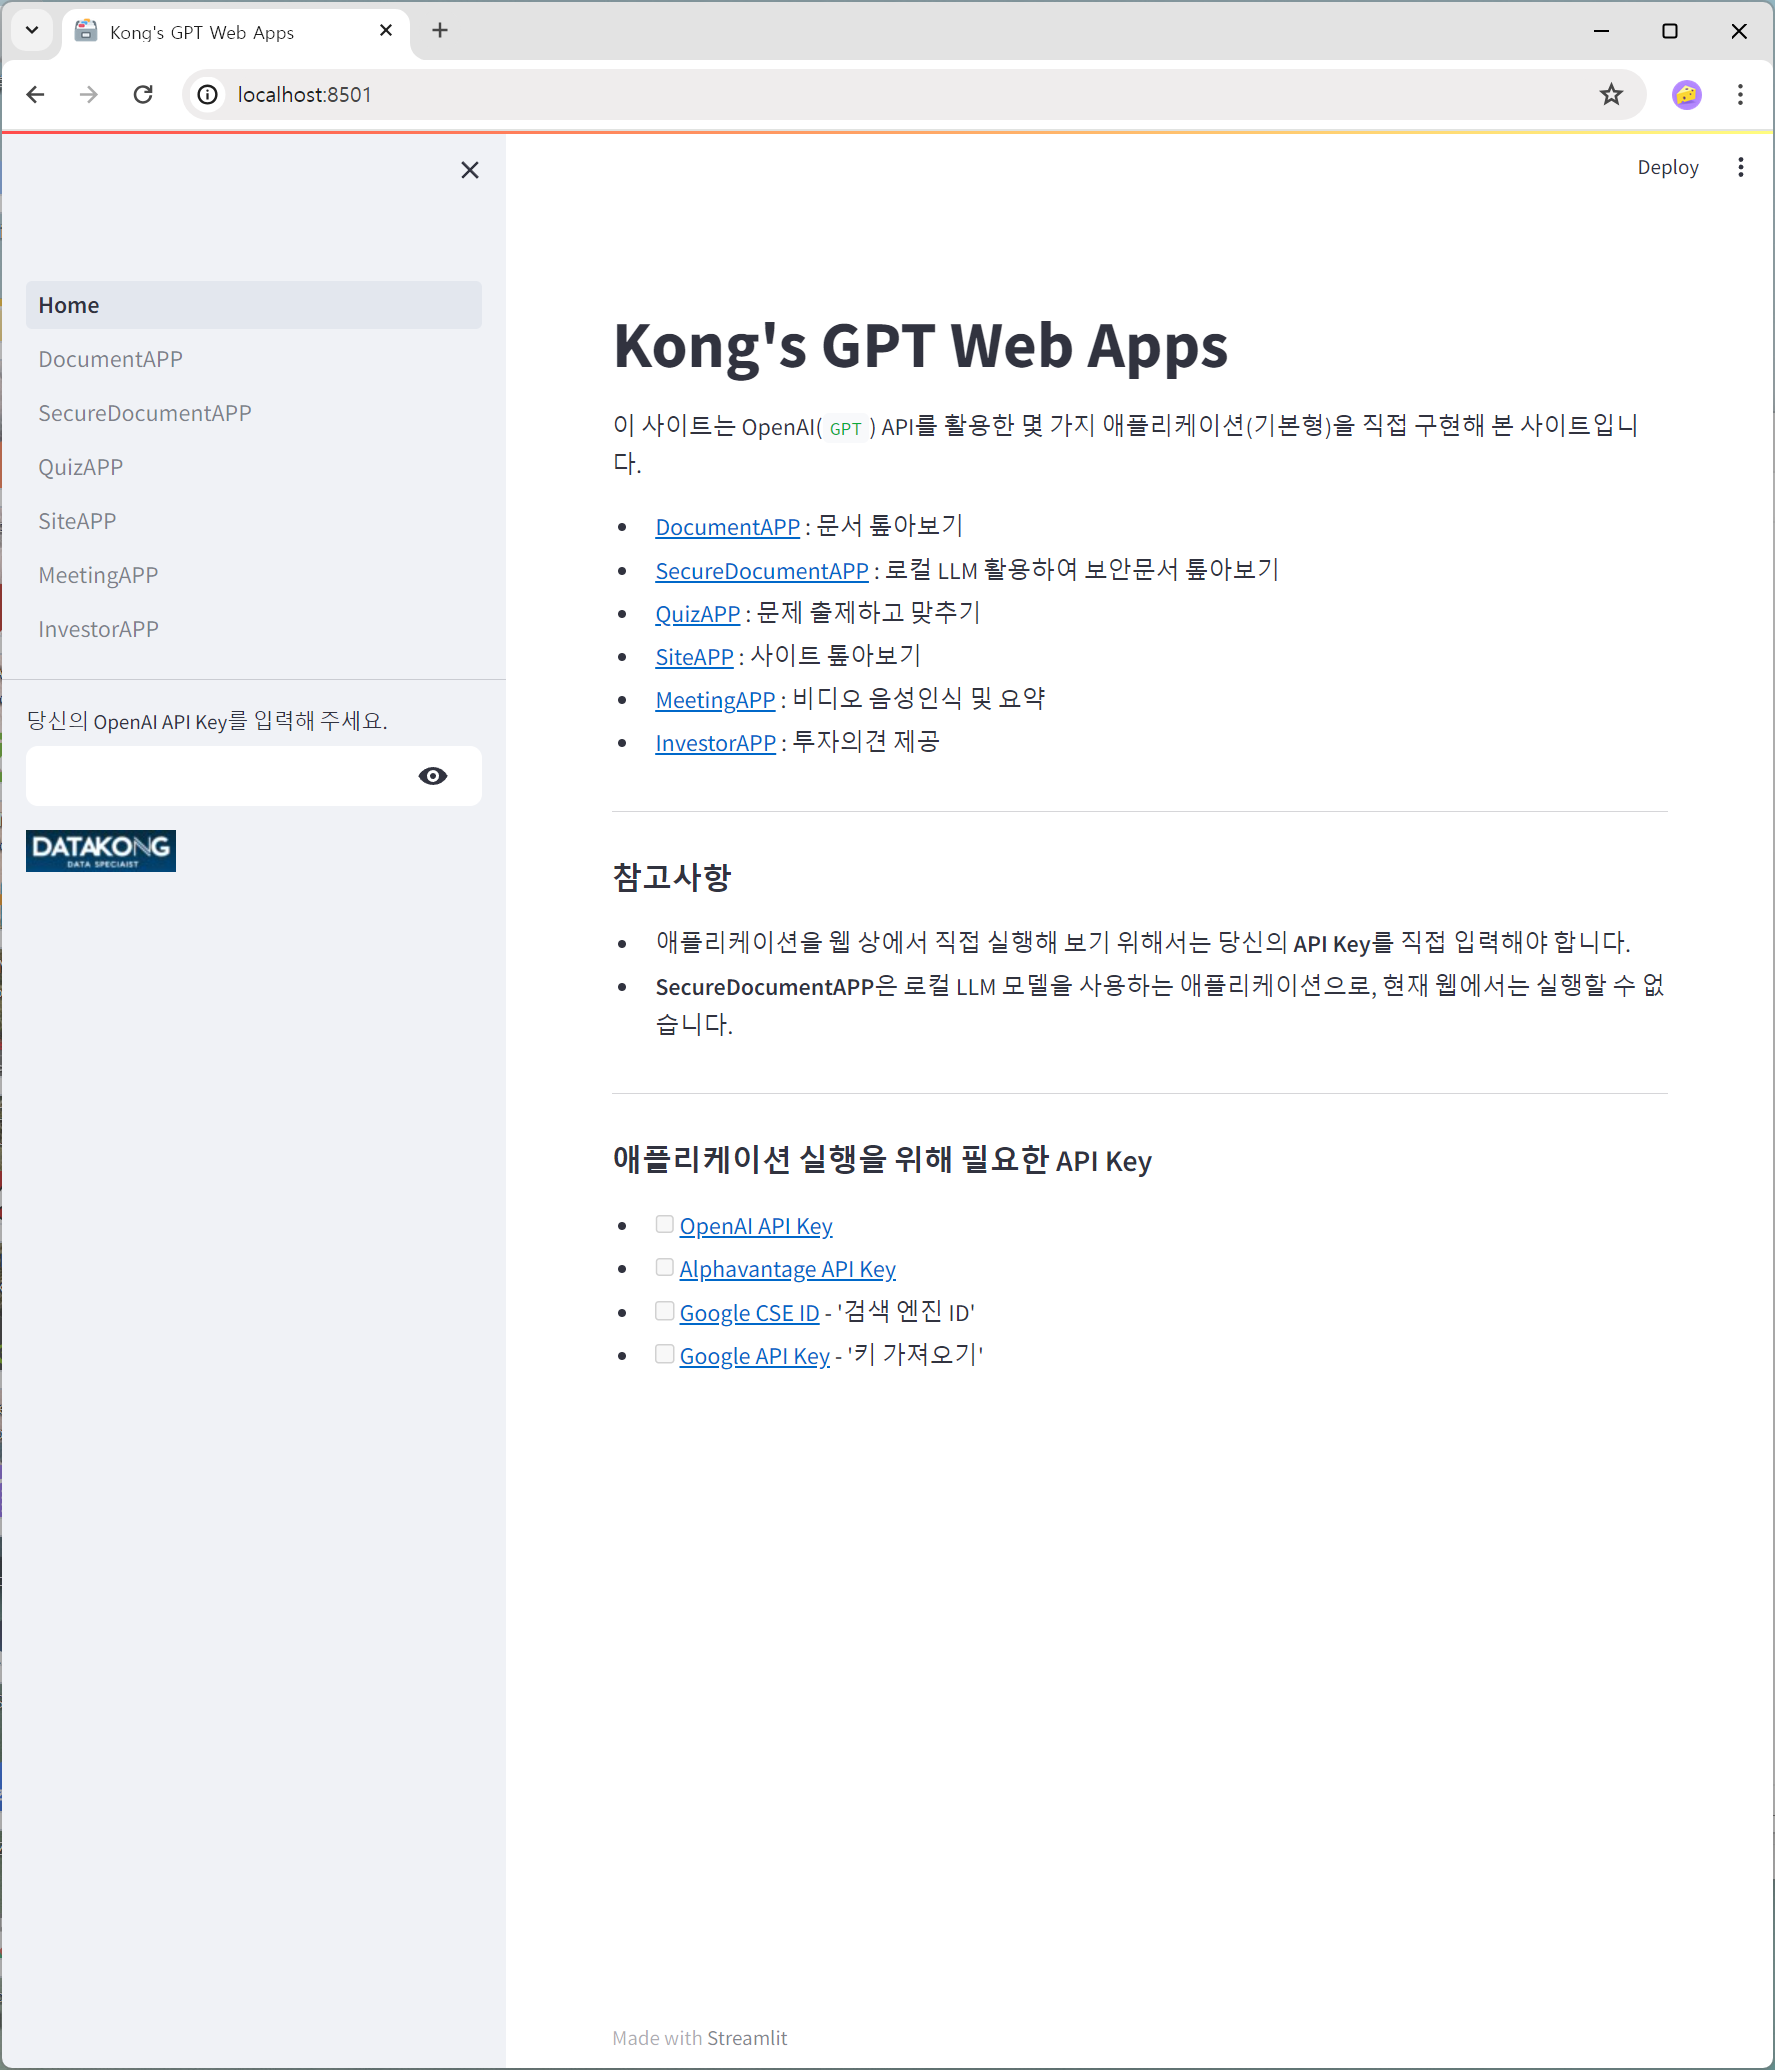 Kong's GPT Web Apps
localhost:8501
Deploy
Home
DocumentAPP
SecureDocumentAPP
QuizAPP
SiteAPP
MeetingAPP
InvestorAPP
당신의 OpenAI API Key를 입력해 주세요.
DATAKONG
DATA SPECIAIST
Kong's GPT Web Apps
이 사이트는 OpenAI( GPT ) API를 활용한 몇 가지 애플리케이션(기본형)을 직접 구현해 본 사이트입니
다.
• DocumentAPP : 문서 톺아보기
• SecureDocumentAPP : 로컬 LLM 활용하여 보안문서 톺아보기
• QuizAPP : 문제 출제하고 맞추기
• SiteAPP : 사이트 톺아보기
• MeetingAPP : 비디오 음성인식 및 요약
• InvestorAPP : 투자의견 제공
참고사항
• 애플리케이션을 웹 상에서 직접 실행해 보기 위해서는 당신의 API Key를 직접 입력해야 합니다.
• SecureDocumentAPP은 로컬 LLM 모델을 사용하는 애플리케이션으로, 현재 웹에서는 실행할 수 없
습니다.
애플리케이션 실행을 위해 필요한 API Key
• OpenAI API Key
• Alphavantage API Key
• Google CSE ID - '검색 엔진 ID'
• Google API Key - '키 가져오기'
Made with Streamlit